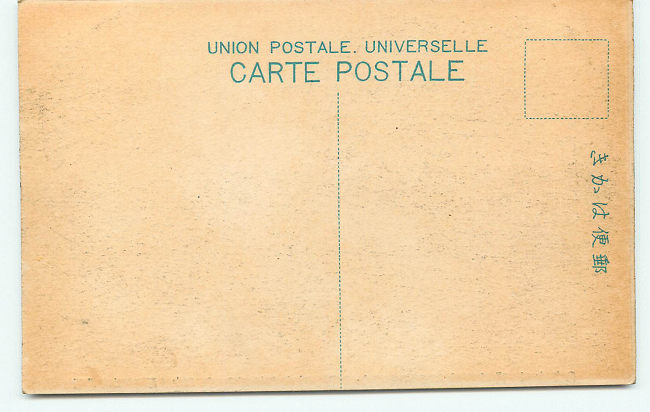 UNION POSTALE. UNIVERSELLE
CARTE POSTALE
郵便はかき